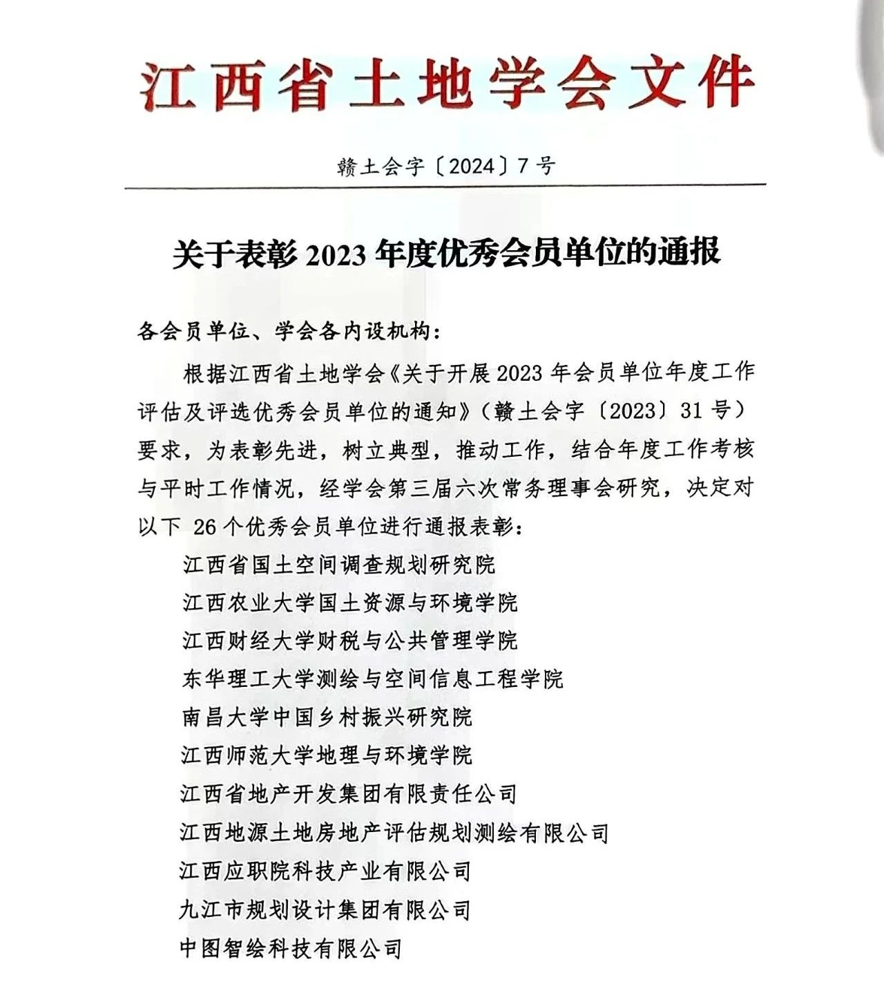 江西省土地学会文件
赣土会字〔2024〕7号
关于表彰 2023 年度优秀会员单位的通报
各会员单位、学会各内设机构：
根据江西省土地学会《关于开展 2023 年会员单位年度工作
评估及评选优秀会员单位的通知》（赣土会字〔2023〕31 号）
要求，为表彰先进，树立典型，推动工作，结合年度工作考核
与平时工作情况，经学会第三届六次常务理事会研究，决定对
以下 26 个优秀会员单位进行通报表彰：
江西省国土空间调查规划研究院
江西农业大学国土资源与环境学院
江西财经大学财税与公共管理学院
东华理工大学测绘与空间信息工程学院
南昌大学中国乡村振兴研究院
江西师范大学地理与环境学院
江西省地产开发集团有限责任公司
江西地源土地房地产评估规划测绘有限公司
江西应职院科技产业有限公司
九江市规划设计集团有限公司
中图智绘科技有限公司